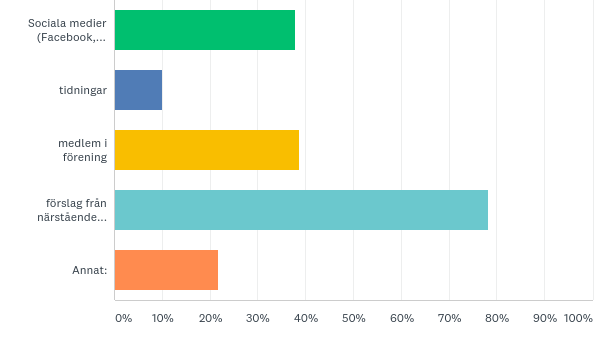 Sociala medier
(Facebook,...
tidningar
medlem i
förening
förslag från
närstående...
Annat:
0% 10% 20% 30% 40% 50% 60% 70% 80% 90% 100%